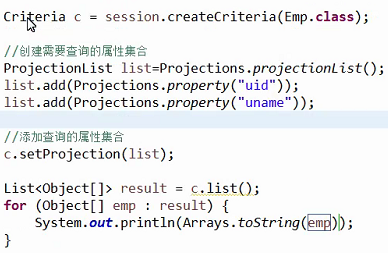 Criteria c = session.createCriteria(Emp.class);
//创建需要查询的属性集合
ProjectionList list=Projections.projectionList();
list.add(Projections.property("uid"));
list.add(Projections.property("uname"));
//添加查询的属性集合
c.setProjection(list);
List<Object[]> result = c.list();
for (Object[] emp : result) {
System.out.println(Arrays.toString(emp));
}